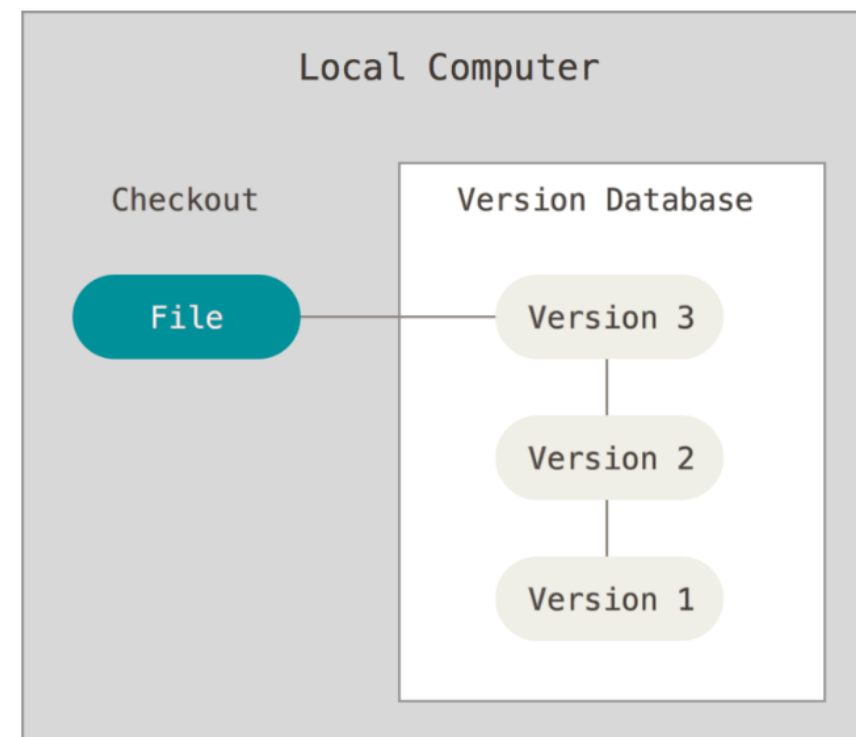 Local Computer
Checkout
Version Database
File
Version 3
Version 2
Version 1